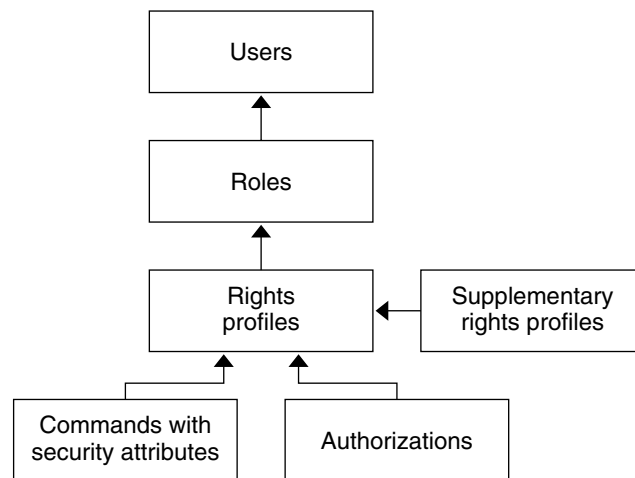 Users
Roles
Rights
profiles
Supplementary
rights profiles
Commands with
security attributes
Authorizations